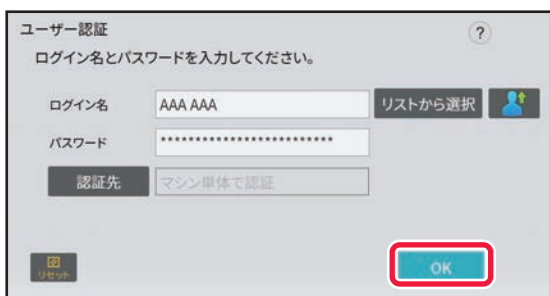 ユーザー認証
?
ログイン名とパスワードを入力してください。
ログイン名
AAA AAA
リストから選択
パスワード
*************************
認証先
マシン単体で認証
リセット
OK